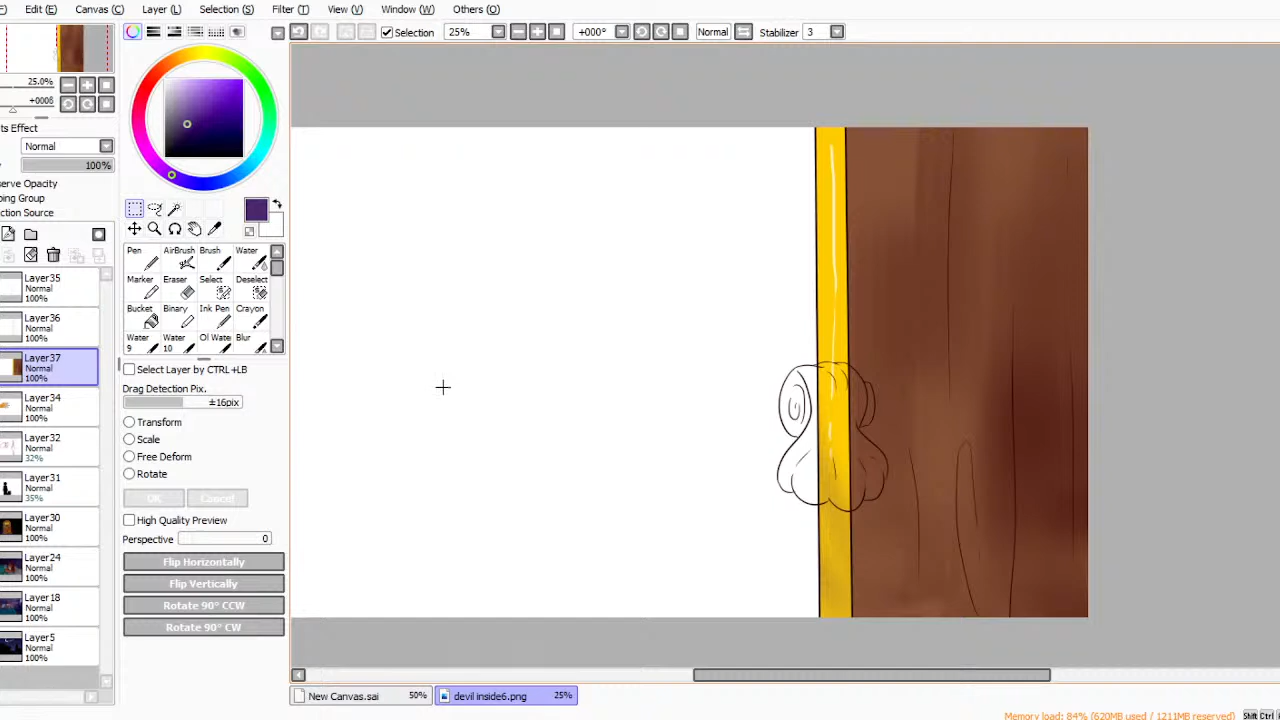 Edit (E) Canvas (C) Layer (L) Selection (S) Filter (T) View (V) Window (W) Others (O)
Selection 25% +000° Normal Stabilizer 3
25.0%
+000δ
ts Effect
Normal
100%
erve Opacity
ping Group
ction Source
Pen AirBrush Brush Water
Marker Eraser Select Deselect
Bucket Binary Ink Pen Crayon
Water 9 Water 10 Ol Wate Blur
Layer35
Normal
100%
Layer36
Normal
100%
Layer37
Normal
100%
Layer34
Normal
100%
Layer32
Normal
32%
Layer31
Normal
35%
Layer30
Normal
100%
Layer24
Normal
100%
Layer18
Normal
100%
Layer5
Normal
100%
Select Layer by CTRL+LB
Drag Detection Pix.
±16pix
Transform
Scale
Free Deform
Rotate
OK Cancel
High Quality Preview
Perspective 0
Flip Horizontally
Flip Vertically
Rotate 90° CCW
Rotate 90° CW
New Canvas.sai 50% devil inside6.png 25%
Memory load: 84% (620MB used / 1211MB reserved) Shift Ctrl